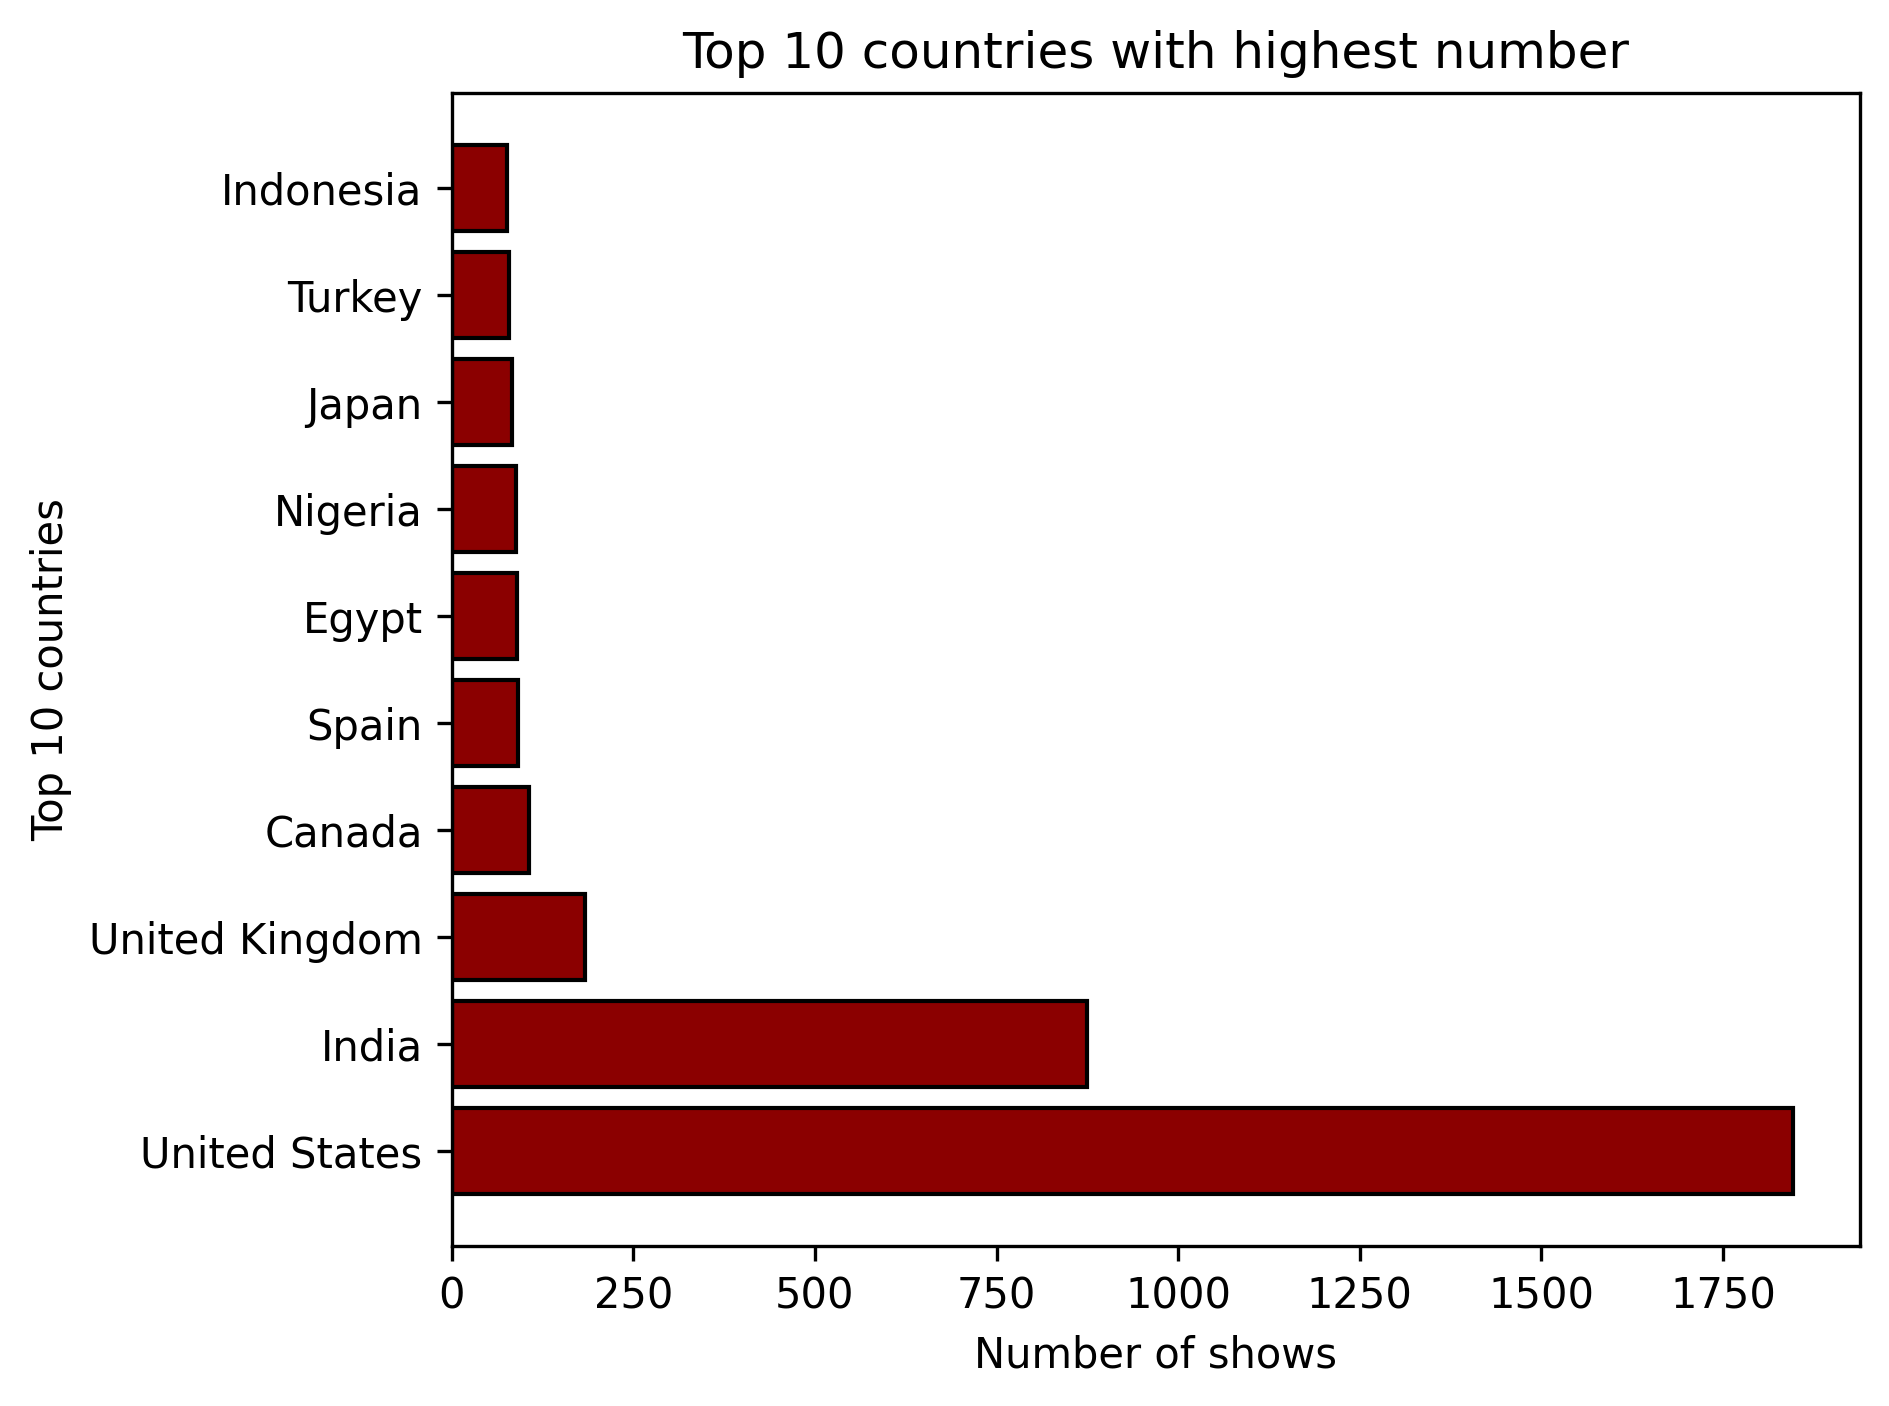 Top 10 countries with highest number
Top 10 countries
Indonesia
Turkey
Japan
Nigeria
Egypt
Spain
Canada
United Kingdom
India
United States
0 250 500 750 1000 1250 1500 1750
Number of shows